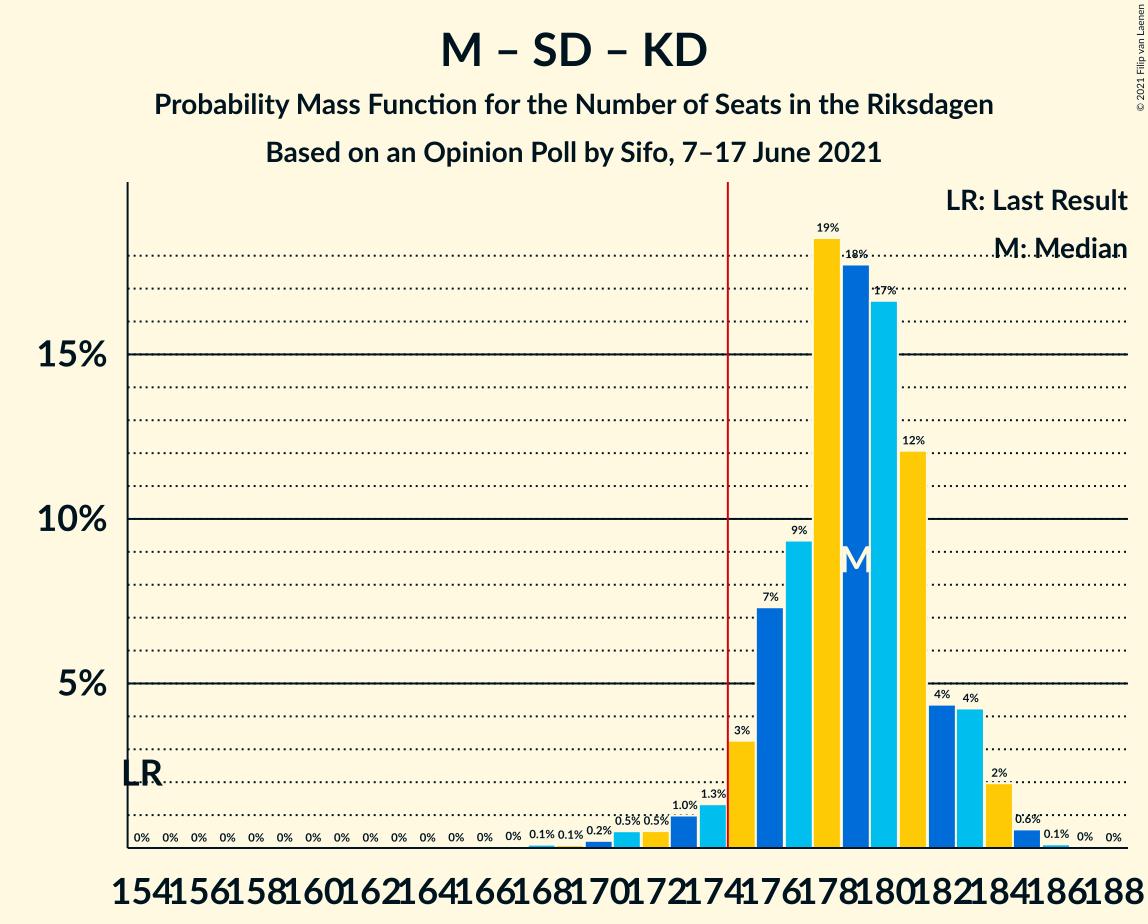 M – SD – KD
Probability Mass Function for the Number of Seats in the Riksdagen
Based on an Opinion Poll by Sifo, 7–17 June 2021
© 2021 Filip van Laenen
LR: Last Result
M: Median
19%
18%
17%
15%
12%
10%
9%
M
7%
5%
4% 4%
3%
LR
2%
0% 0% 0% 0% 0% 0% 0% 0% 0% 0% 0% 0% 0% 0% 0.1% 0.1% 0.2% 0.5% 0.5% 1.0% 1.3% 0.6% 0.1% 0% 0%
154 156 158 160 162 164 166 168 170 172 174 176 178 180 182 184 186 188